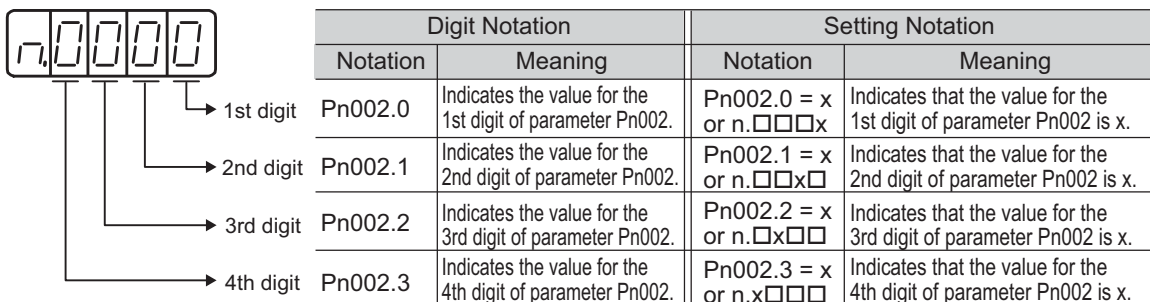 n.0000
Digit Notation Setting Notation
Notation Meaning Notation Meaning
1st digit Pn002.0 Indicates the value for the 1st digit of parameter Pn002. Pn002.0 = x or n.□□□x Indicates that the value for the 1st digit of parameter Pn002 is x.
2nd digit Pn002.1 Indicates the value for the 2nd digit of parameter Pn002. Pn002.1 = x or n.□□x□ Indicates that the value for the 2nd digit of parameter Pn002 is x.
3rd digit Pn002.2 Indicates the value for the 3rd digit of parameter Pn002. Pn002.2 = x or n.□x□□ Indicates that the value for the 3rd digit of parameter Pn002 is x.
4th digit Pn002.3 Indicates the value for the 4th digit of parameter Pn002. Pn002.3 = x or n.x□□□ Indicates that the value for the 4th digit of parameter Pn002 is x.